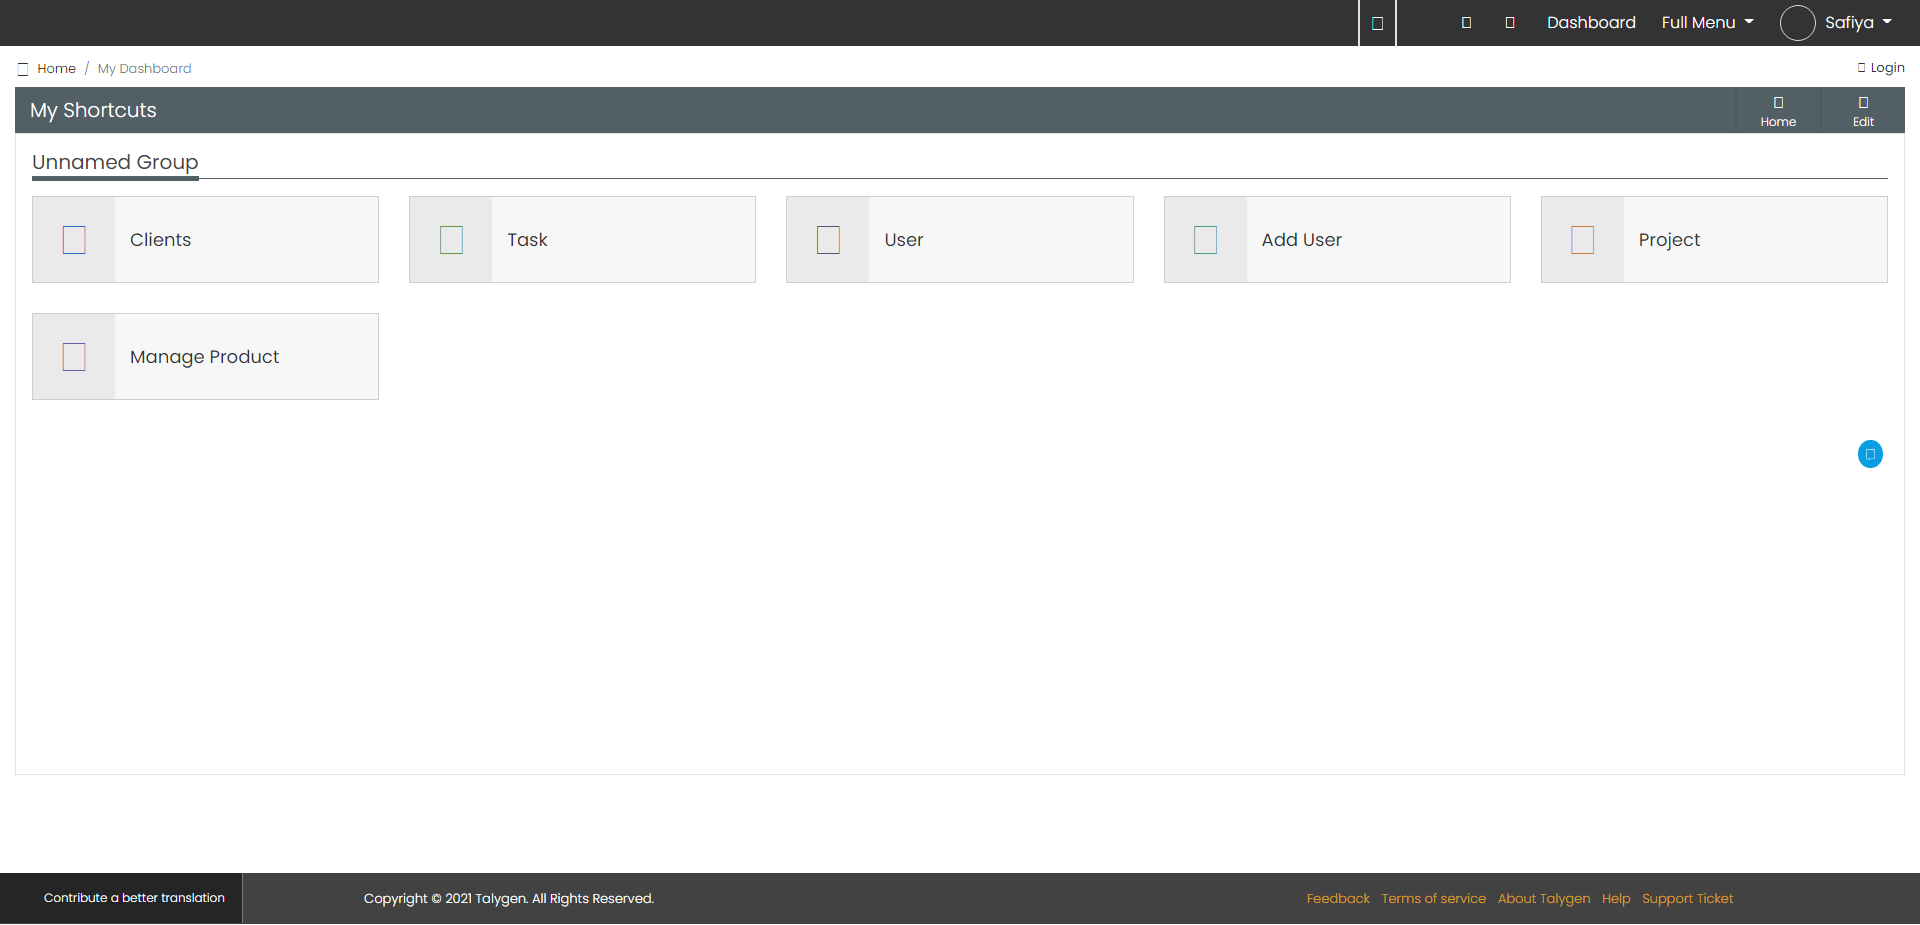 Dashboard Full Menu Safiya
Home / My Dashboard
Login
My Shortcuts
Home
Edit
Unnamed Group
Clients
Task
User
Add User
Project
Manage Product
Contribute a better translation
Copyright © 2021 Talygen. All Rights Reserved.
Feedback Terms of service About Talygen Help Support Ticket